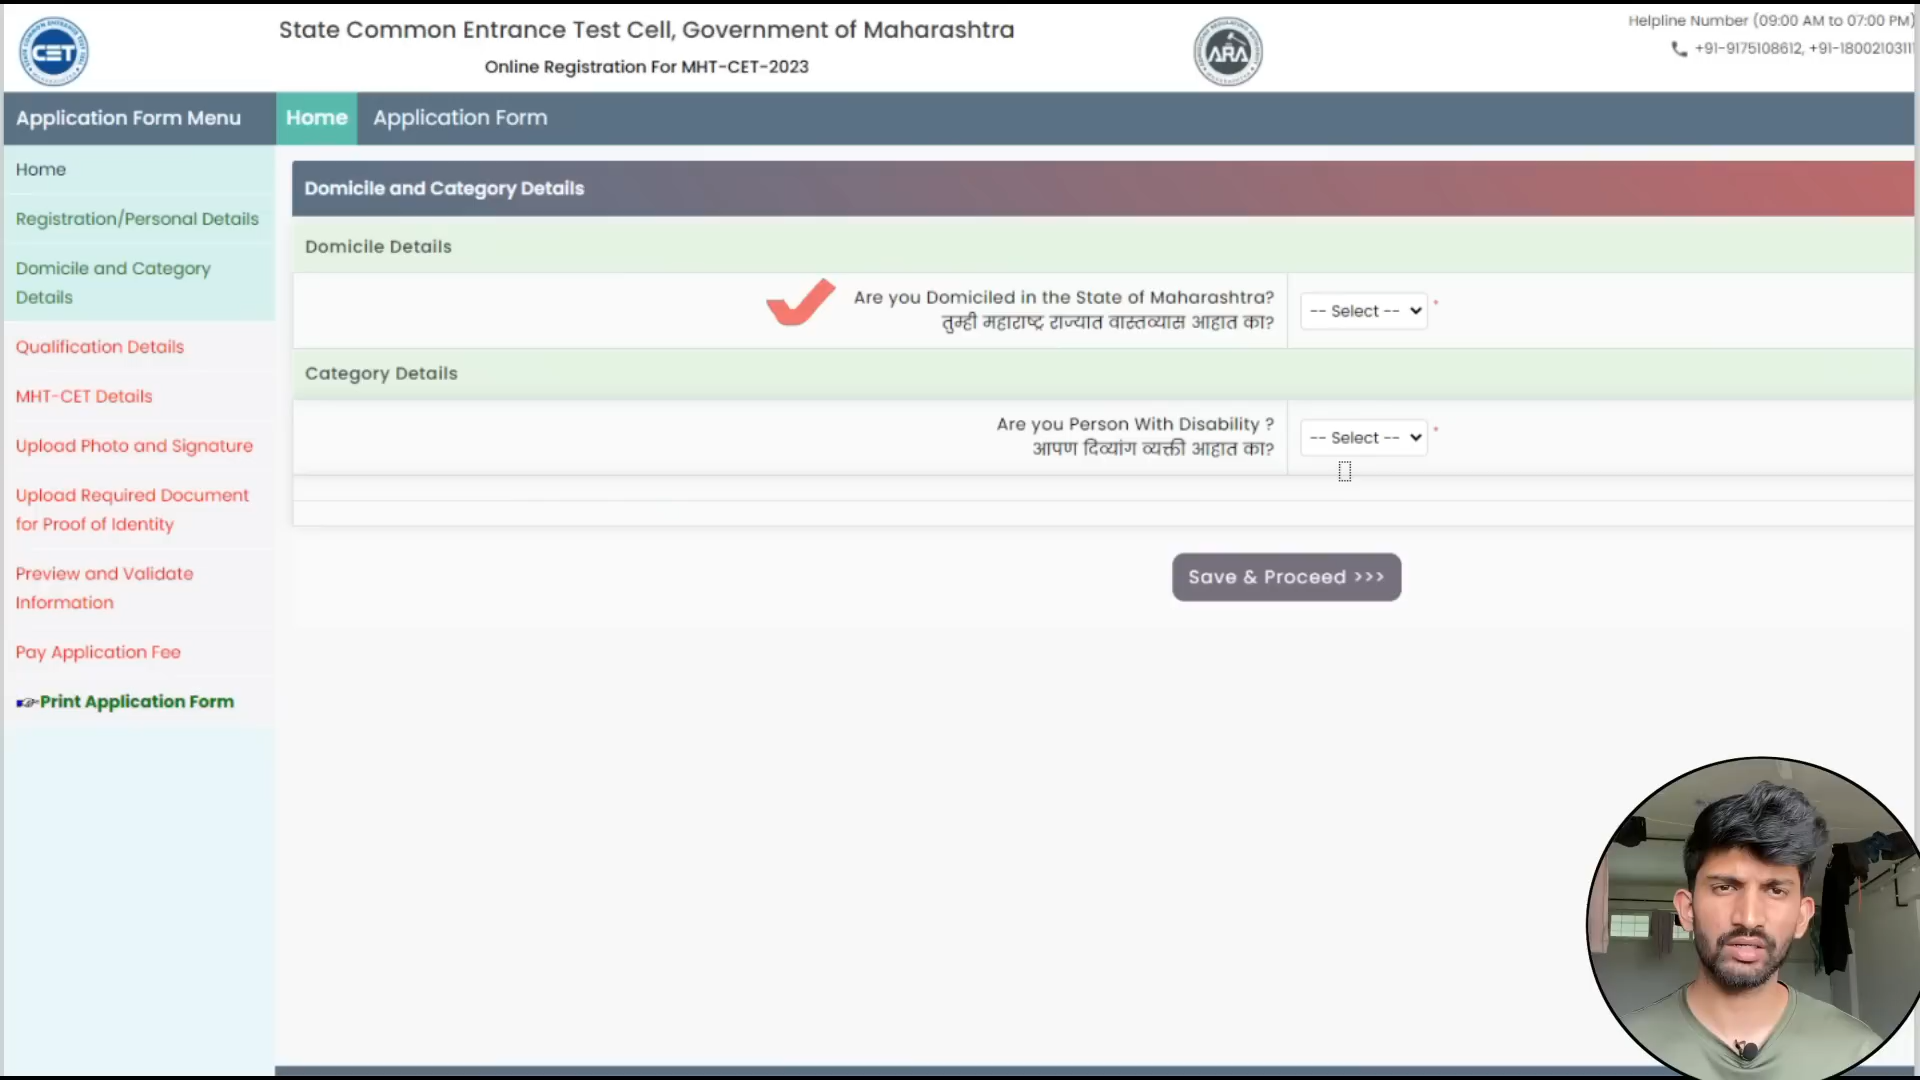 State Common Entrance Test Cell, Government of Maharashtra
Online Registration For MHT-CET-2023
CET
ARA
Helpline Number (09:00 AM to 07:00 PM)
+91-9175108612, +91-1800210311
Application Form Menu
Home
Application Form
Home
Registration/Personal Details
Domicile and Category
Details
Qualification Details
MHT-CET Details
Upload Photo and Signature
Upload Required Document
for Proof of Identity
Preview and Validate
Information
Pay Application Fee
Print Application Form
Domicile and Category Details
Domicile Details
Are you Domiciled in the State of Maharashtra?
तुम्ही महाराष्ट्र राज्यात वास्तव्यास आहात का?
-- Select -- *
Category Details
Are you Person With Disability ?
आपण दिव्यांग व्यक्ती आहात का?
-- Select -- *
Save & Proceed >>>